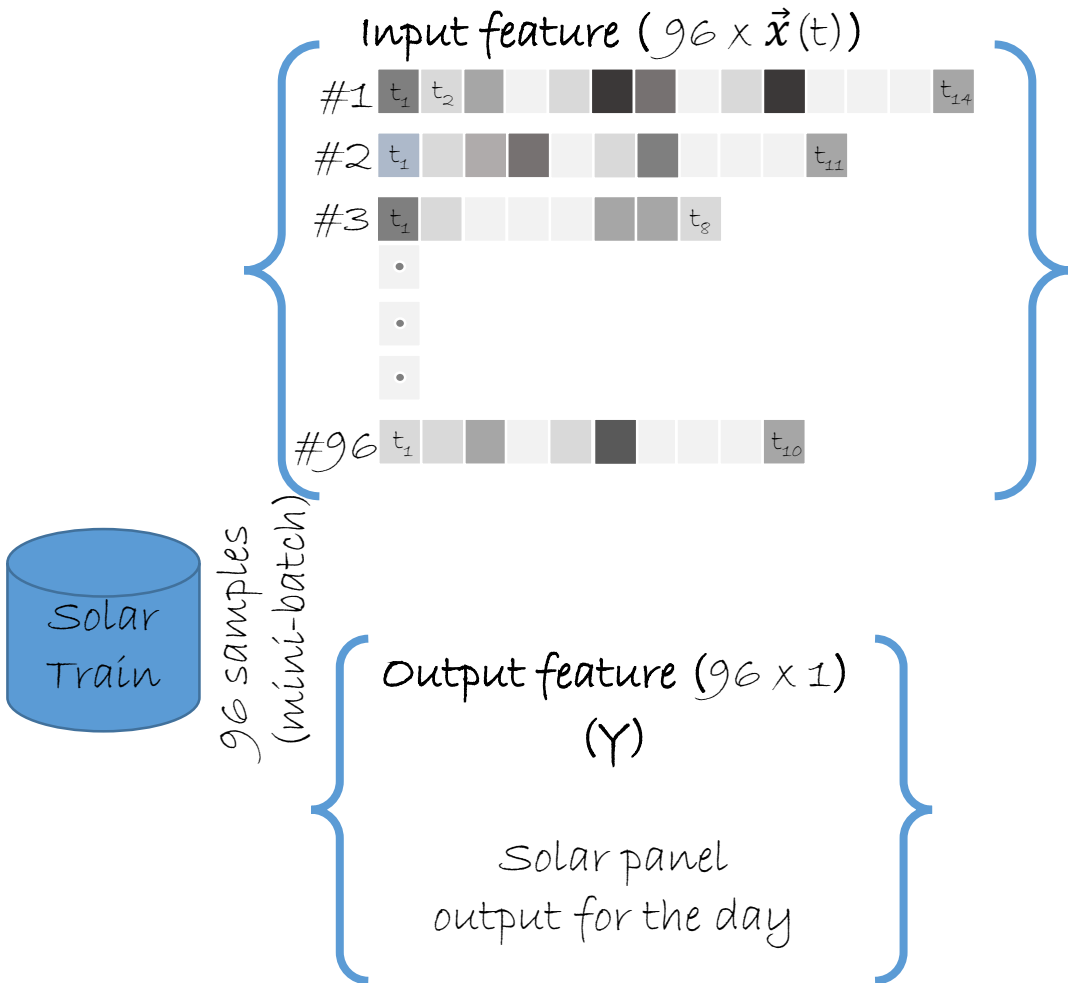 Input feature (96 x x⃗(t))
#1 t₁ t₂ t₁₄
#2 t₁ t₁₁
#3 t₁ t₈
#96 t₁ t₁₀
96 samples
(mini-batch)
Solar
Train
Output feature (96 x 1)
(Y)
Solar panel
output for the day